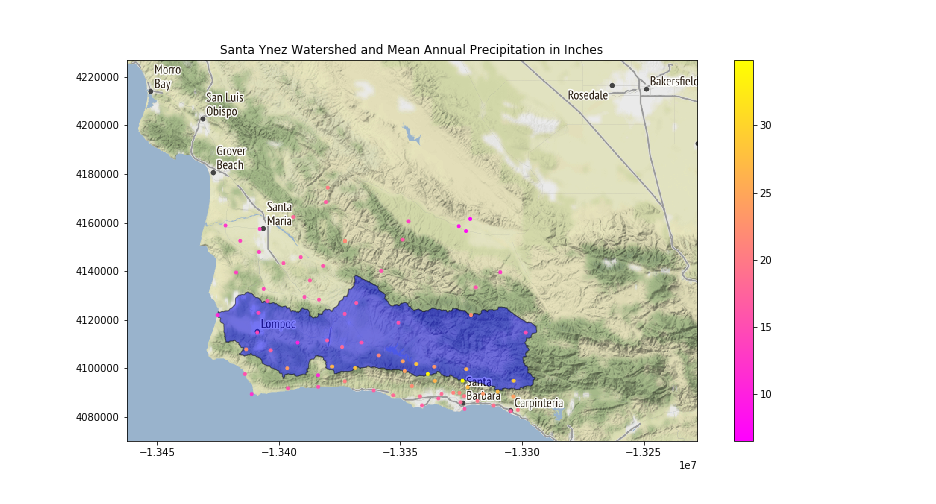 Santa Ynez Watershed and Mean Annual Precipitation in Inches
4220000
4200000
4180000
4160000
4140000
4120000
4100000
4080000
Morro
Bay
San Luis
Obispo
Grover
Beach
Santa
Maria
Lompoc
Rosedale
Bakersfield
Santa
Barbara
Carpinteria
−1.345
−1.340
−1.335
−1.330
−1.325
1e7
30
25
20
15
10